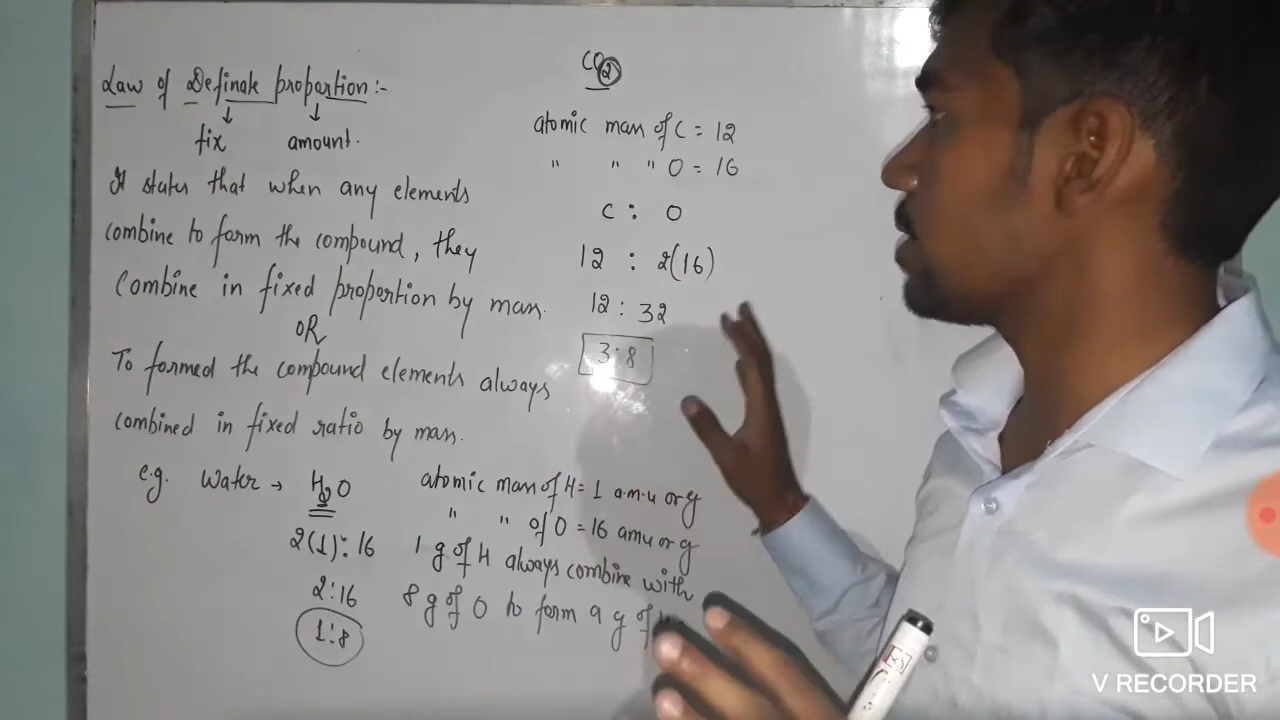 Law of Definate proportion :-
fix amount.
It states that when any elements
combine to form the compound, they
Combine in fixed proportion by mass.
OR
To formed the compound elements always
combined in fixed ratio by mass.
e.g. Water → H2O
2(1) : 16
2 : 16
1 : 8
atomic mass of H = 1 a.m.u or g
" " of O = 16 amu or g
1 g of H always combine with
8 g of O to form 9 g of
CO2
atomic mass of C = 12
" " " O = 16
C : O
12 : 2(16)
12 : 32
3 : 8
V RECORDER